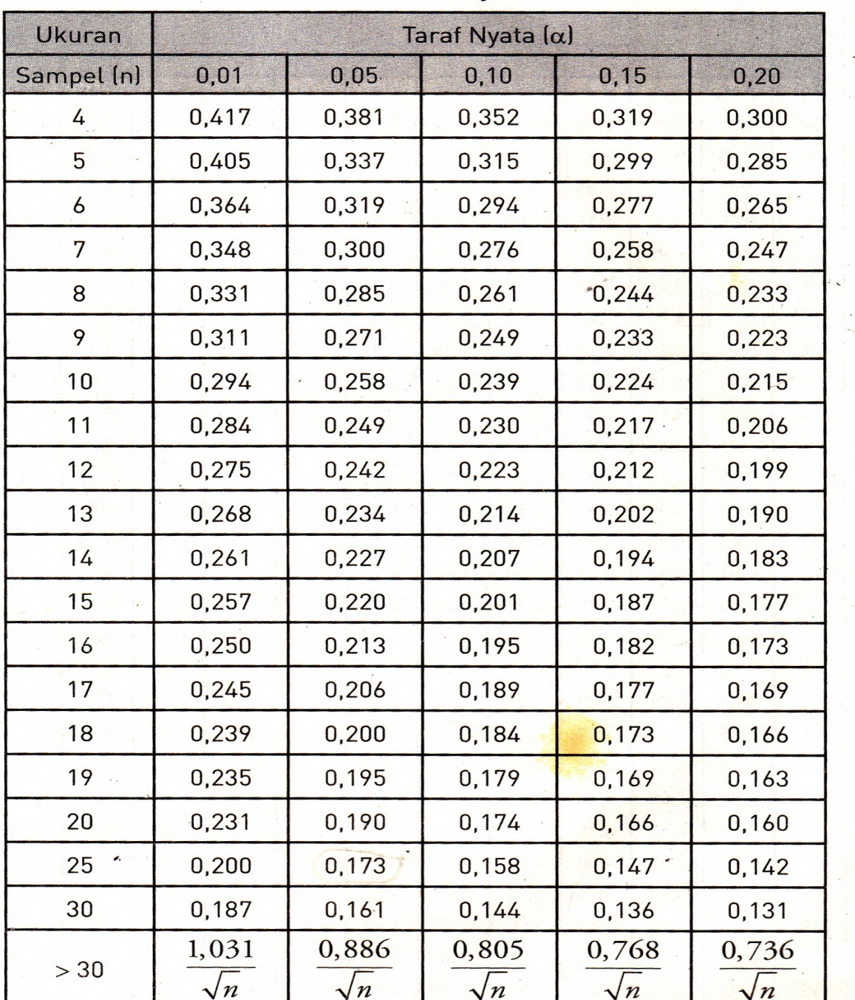 Ukuran Taraf Nyata (α)
Sampel (n) 0,01 0,05 0,10 0,15 0,20
4 0,417 0,381 0,352 0,319 0,300
5 0,405 0,337 0,315 0,299 0,285
6 0,364 0,319 0,294 0,277 0,265
7 0,348 0,300 0,276 0,258 0,247
8 0,331 0,285 0,261 0,244 0,233
9 0,311 0,271 0,249 0,233 0,223
10 0,294 0,258 0,239 0,224 0,215
11 0,284 0,249 0,230 0,217 0,206
12 0,275 0,242 0,223 0,212 0,199
13 0,268 0,234 0,214 0,202 0,190
14 0,261 0,227 0,207 0,194 0,183
15 0,257 0,220 0,201 0,187 0,177
16 0,250 0,213 0,195 0,182 0,173
17 0,245 0,206 0,189 0,177 0,169
18 0,239 0,200 0,184 0,173 0,166
19 0,235 0,195 0,179 0,169 0,163
20 0,231 0,190 0,174 0,166 0,160
25 0,200 0,173 0,158 0,147 0,142
30 0,187 0,161 0,144 0,136 0,131
> 30 1,031/√n 0,886/√n 0,805/√n 0,768/√n 0,736/√n